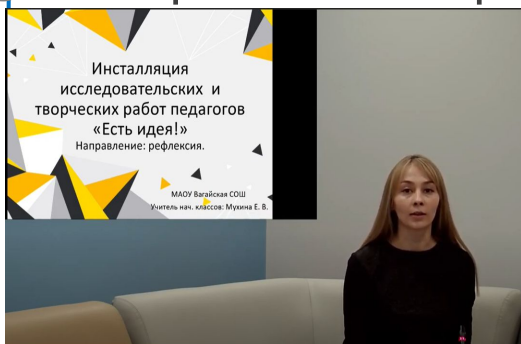 Инсталляция
исследовательских и
творческих работ педагогов
«Есть идея!»
Направление: рефлексия.
МАОУ Вагайская СОШ
Учитель нач. классов: Мухина Е. В.